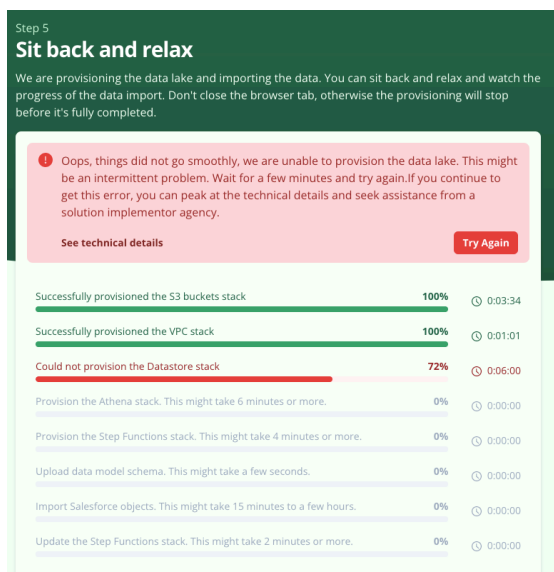 Step 5
Sit back and relax
We are provisioning the data lake and importing the data. You can sit back and relax and watch the
progress of the data import. Don't close the browser tab, otherwise the provisioning will stop
before it's fully completed.
Oops, things did not go smoothly, we are unable to provision the data lake. This might
be an intermittent problem. Wait for a few minutes and try again.If you continue to
get this error, you can peak at the technical details and seek assistance from a
solution implementor agency.
See technical details Try Again
Successfully provisioned the S3 buckets stack 100% 0:03:34
Successfully provisioned the VPC stack 100% 0:01:01
Could not provision the Datastore stack 72% 0:06:00
Provision the Athena stack. This might take 6 minutes or more. 0% 0:00:00
Provision the Step Functions stack. This might take 4 minutes or more. 0% 0:00:00
Upload data model schema. This might take a few seconds. 0% 0:00:00
Import Salesforce objects. This might take 15 minutes to a few hours. 0% 0:00:00
Update the Step Functions stack. This might take 2 minutes or more. 0% 0:00:00